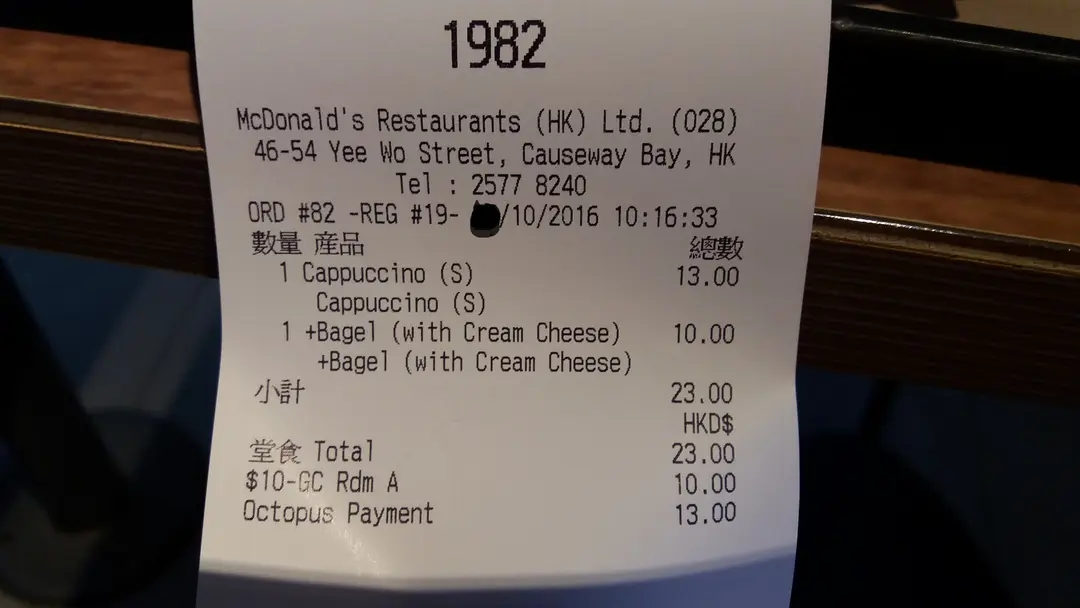 1982
McDonald's Restaurants (HK) Ltd. (028)
46-54 Yee Wo Street, Causeway Bay, HK
Tel : 2577 8240
ORD #82 -REG #19- /10/2016 10:16:33
數量 產品 總數
1 Cappuccino (S) 13.00
Cappuccino (S)
1 +Bagel (with Cream Cheese) 10.00
+Bagel (with Cream Cheese)
小計 23.00
HKD$
堂食 Total 23.00
$10-GC Rdm A 10.00
Octopus Payment 13.00